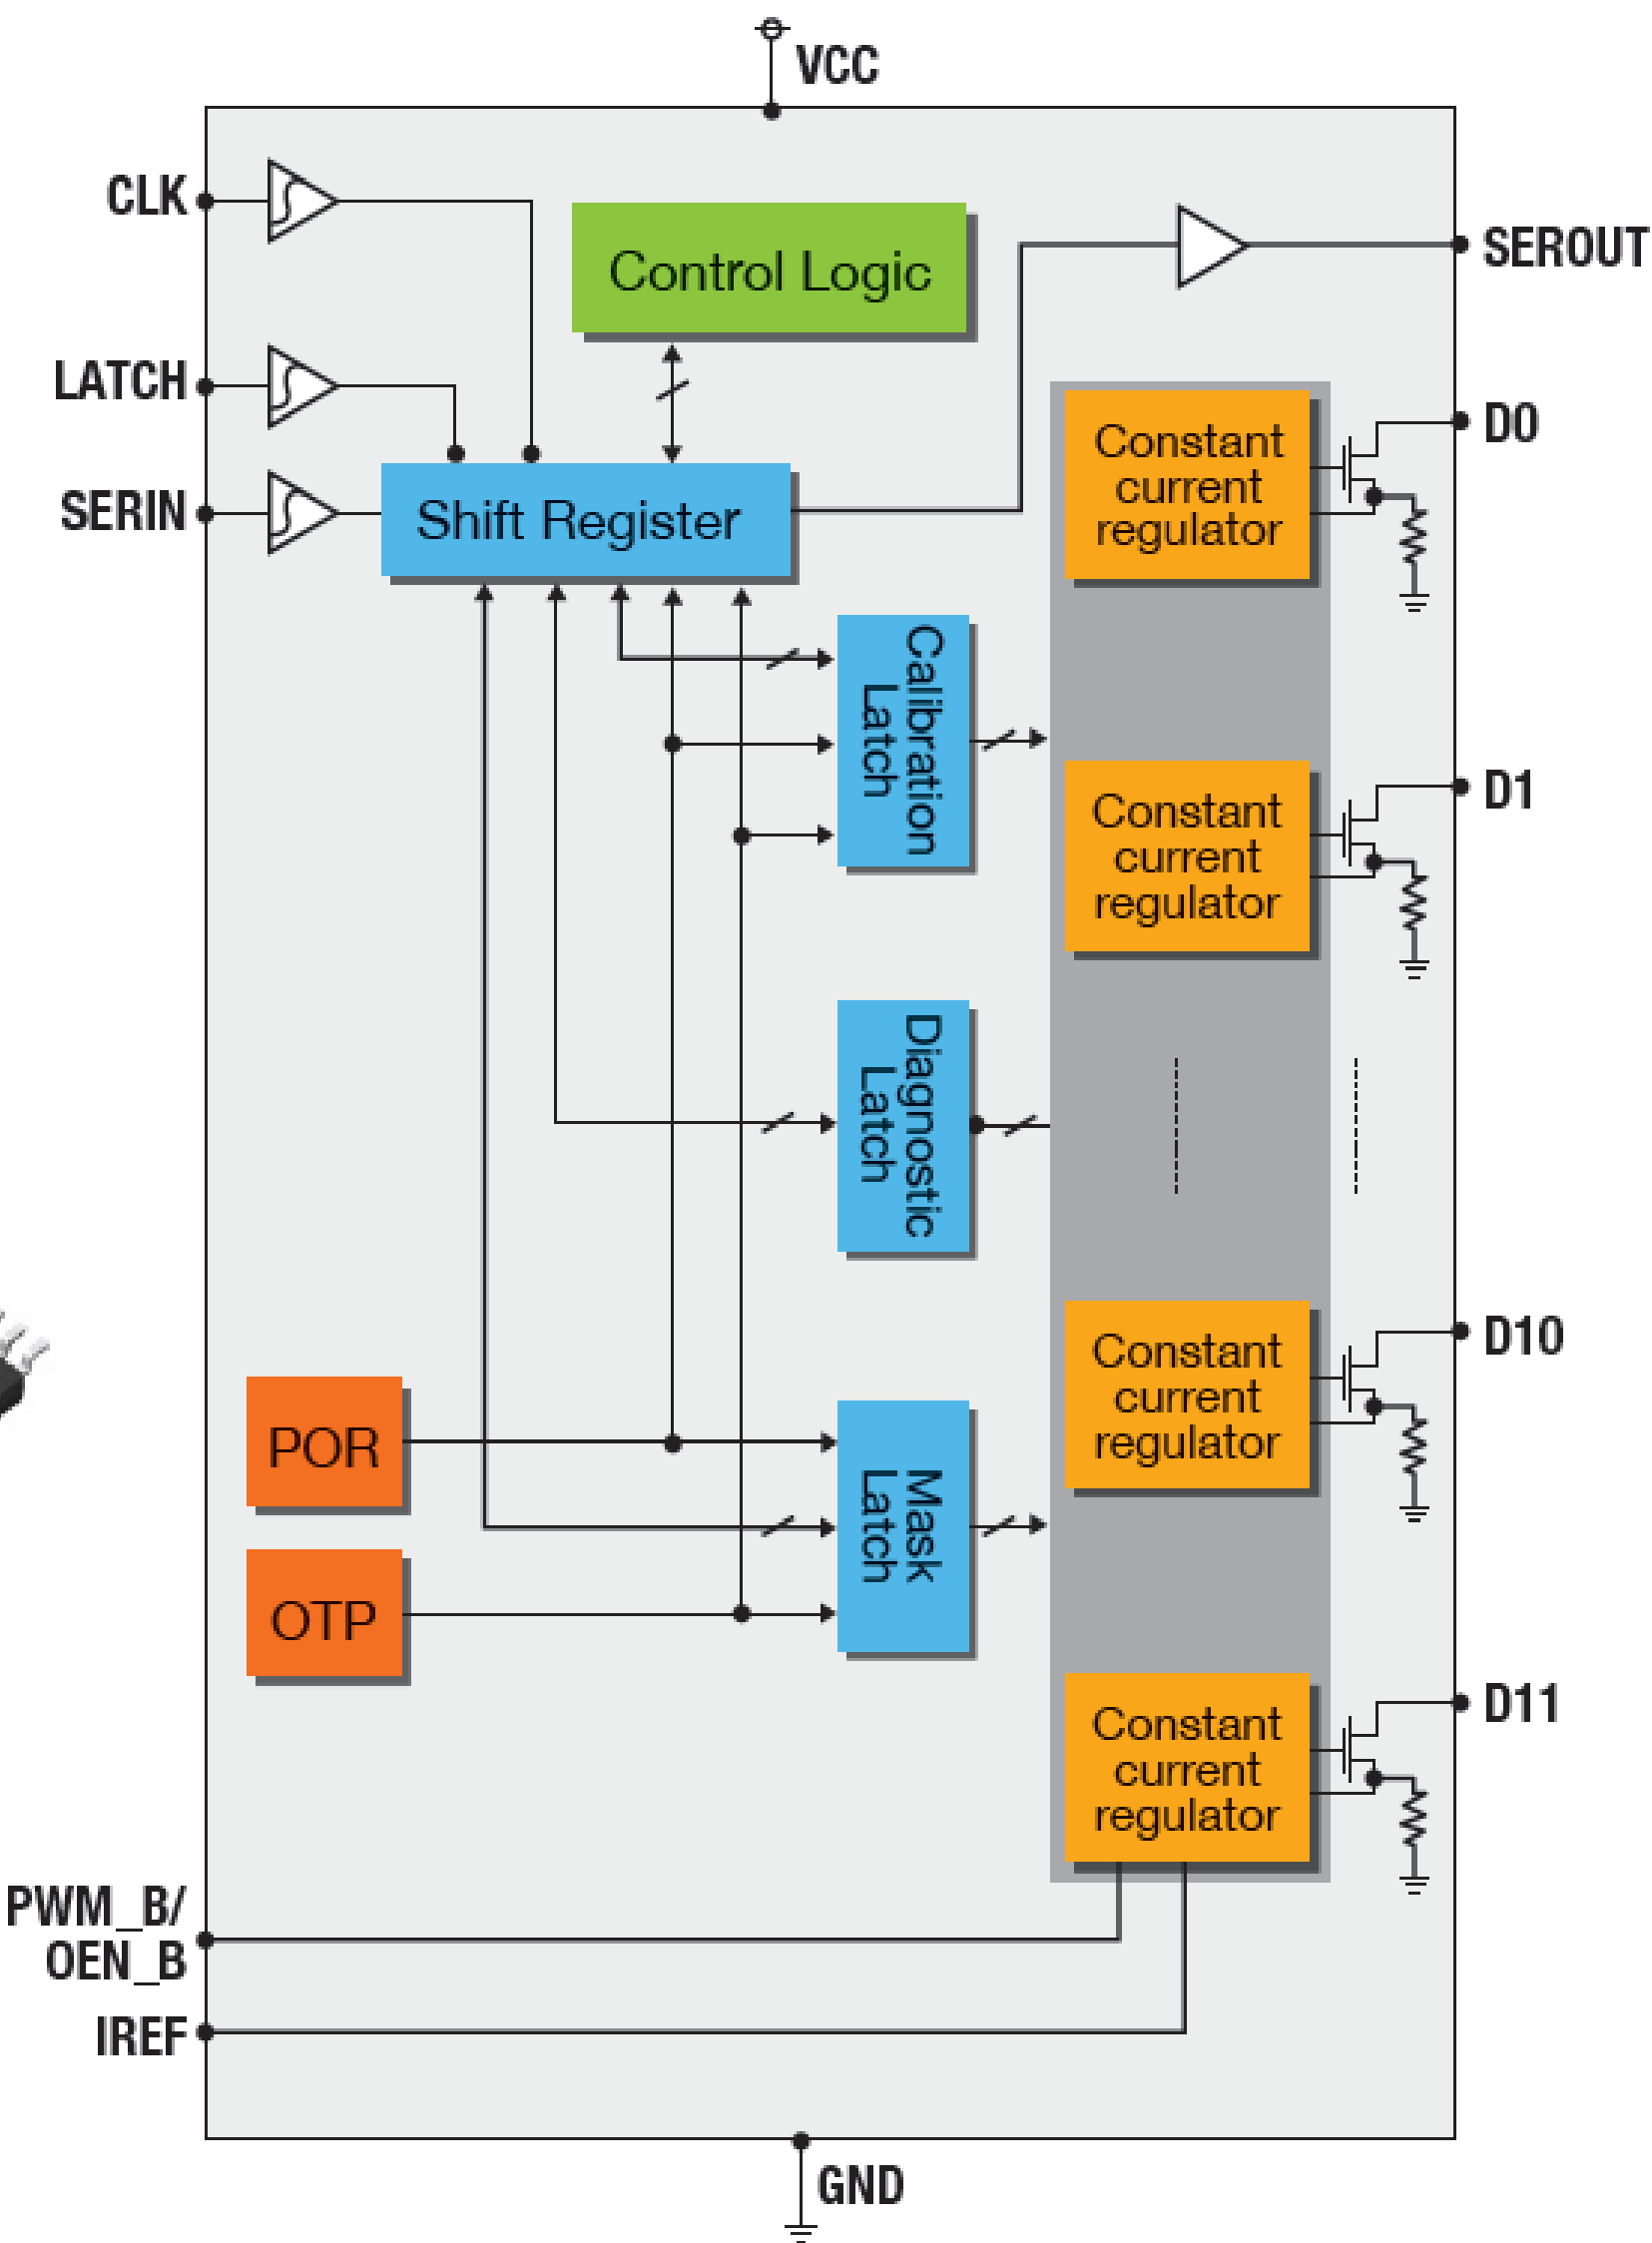 VCC
CLK
Control Logic
SEROUT
LATCH
D0
Constant
current
regulator
SERIN
Shift Register
Calibration
Latch
D1
Constant
current
regulator
Diagnostic
Latch
D10
Constant
current
regulator
POR
Mask
Latch
OTP
D11
Constant
current
regulator
PWM_B/
OEN_B
IREF
GND